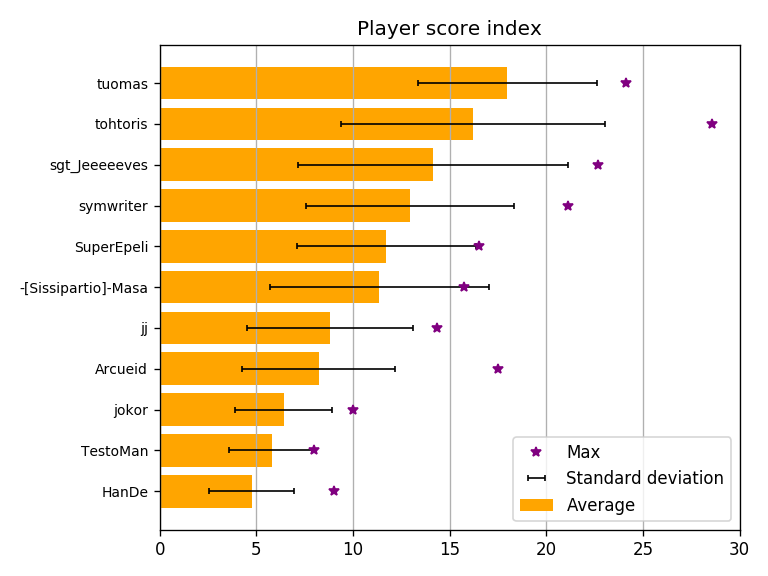 Player score index
tuomas
tohtoris
sgt_Jeeeeeves
symwriter
SuperEpeli
-[Sissipartio]-Masa
jj
Arcueid
jokor
TestoMan
HanDe
Max
Standard deviation
Average
0 5 10 15 20 25 30